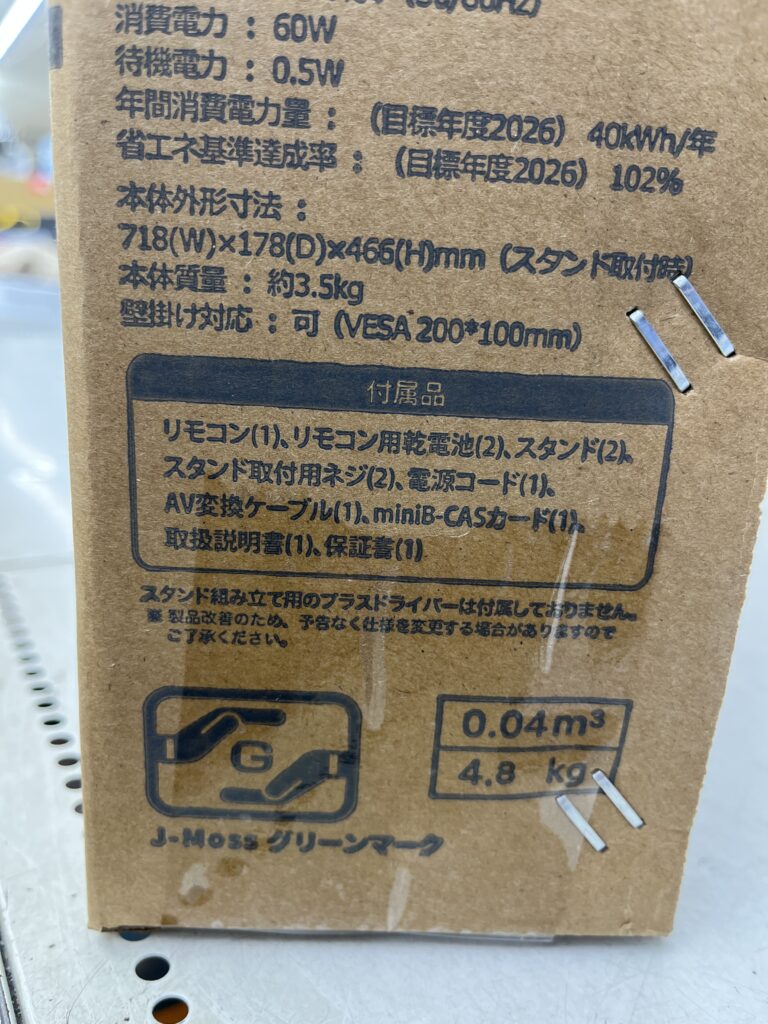 (50/60Hz)
消費電力 : 60W
待機電力 : 0.5W
年間消費電力量 : (目標年度2026) 40kWh/年
省エネ基準達成率 : (目標年度2026) 102%
本体外形寸法 :
718(W)×178(D)×466(H)mm (スタンド取付時)
本体質量 : 約3.5kg
壁掛け対応 : 可 (VESA 200*100mm)
付属品
リモコン(1)、リモコン用乾電池(2)、スタンド(2)、
スタンド取付用ネジ(2)、電源コード(1)、
AV変換ケーブル(1)、miniB-CASカード(1)、
取扱説明書(1)、保証書(1)
スタンド組み立て用のプラスドライバーは付属しておりません。
※ 製品改善のため、予告なく仕様を変更する場合がありますので
ご了承ください。
G
J-Moss グリーンマーク
0.04m³
4.8 kg